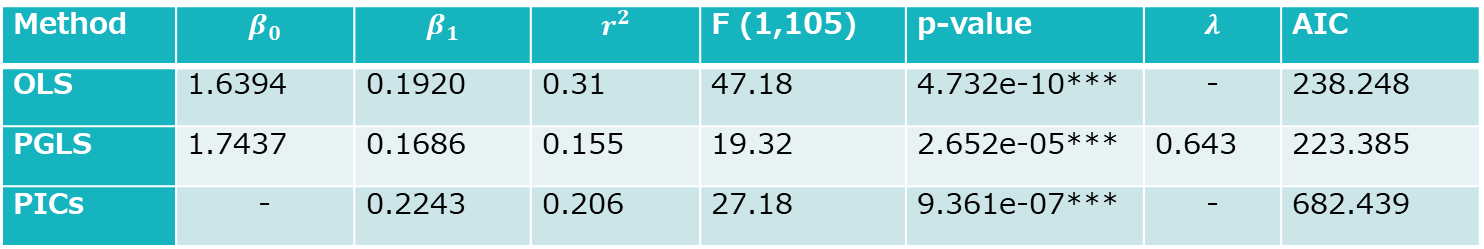 Method β₀ β₁ r² F (1,105) p-value λ AIC
OLS 1.6394 0.1920 0.31 47.18 4.732e-10*** - 238.248
PGLS 1.7437 0.1686 0.155 19.32 2.652e-05*** 0.643 223.385
PICs - 0.2243 0.206 27.18 9.361e-07*** - 682.439